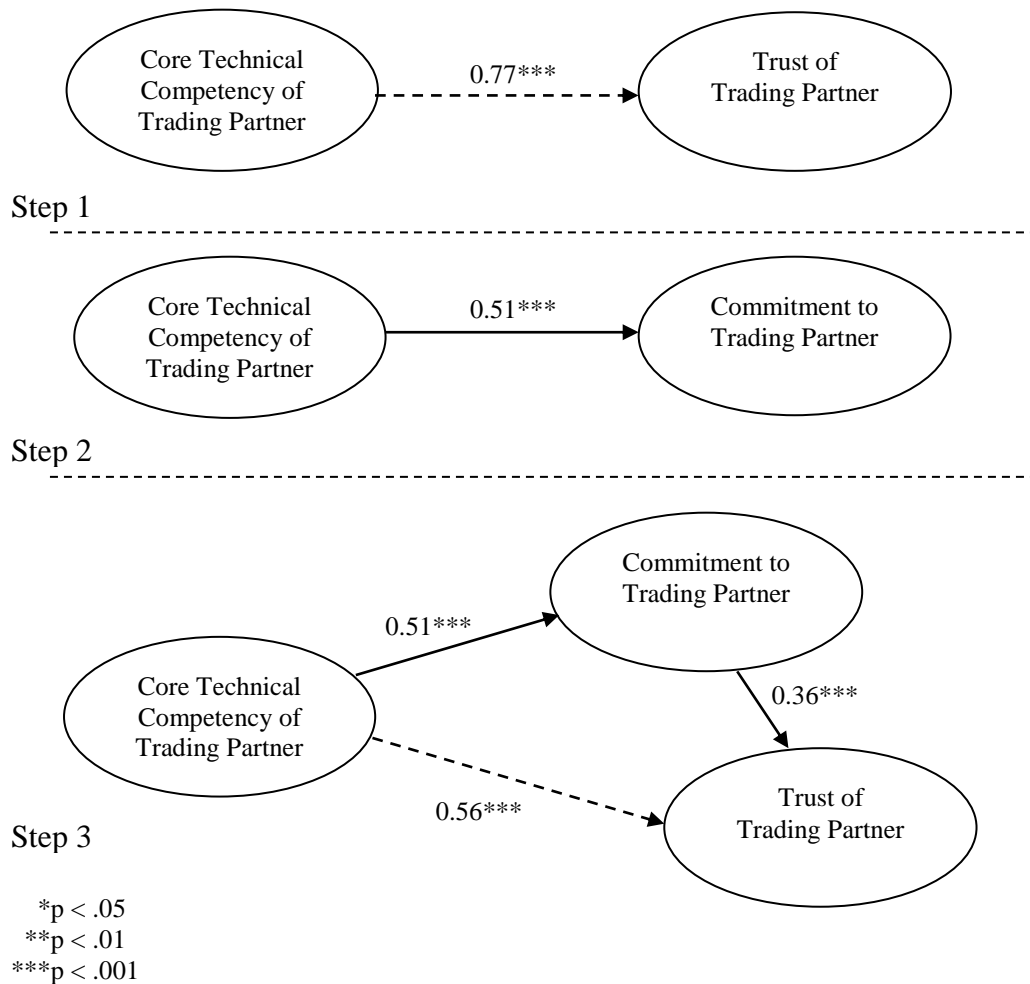 Core Technical
Competency of
Trading Partner
0.77***
Trust of
Trading Partner
Step 1
Core Technical
Competency of
Trading Partner
0.51***
Commitment to
Trading Partner
Step 2
Commitment to
Trading Partner
0.51***
Core Technical
Competency of
Trading Partner
0.36***
0.56***
Trust of
Trading Partner
Step 3
*p < .05
**p < .01
***p < .001